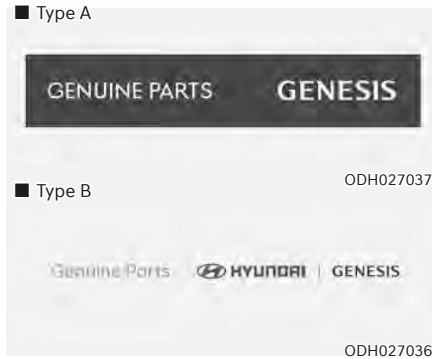 ■ Type A
GENUINE PARTS GENESIS
ODH027037
■ Type B
Genuine Parts HYUNDAI | GENESIS
ODH027036